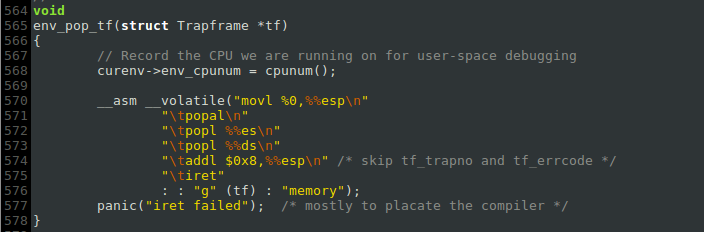 564 void
565 env_pop_tf(struct Trapframe *tf)
566 {
567         // Record the CPU we are running on for user-space debugging
568         curenv->env_cpunum = cpunum();
569
570         __asm __volatile("movl %0,%%esp\n"
571                 "\tpopal\n"
572                 "\tpopl %%es\n"
573                 "\tpopl %%ds\n"
574                 "\taddl $0x8,%%esp\n" /* skip tf_trapno and tf_errcode */
575                 "\tiret"
576                 : : "g" (tf) : "memory");
577         panic("iret failed");  /* mostly to placate the compiler */
578 }